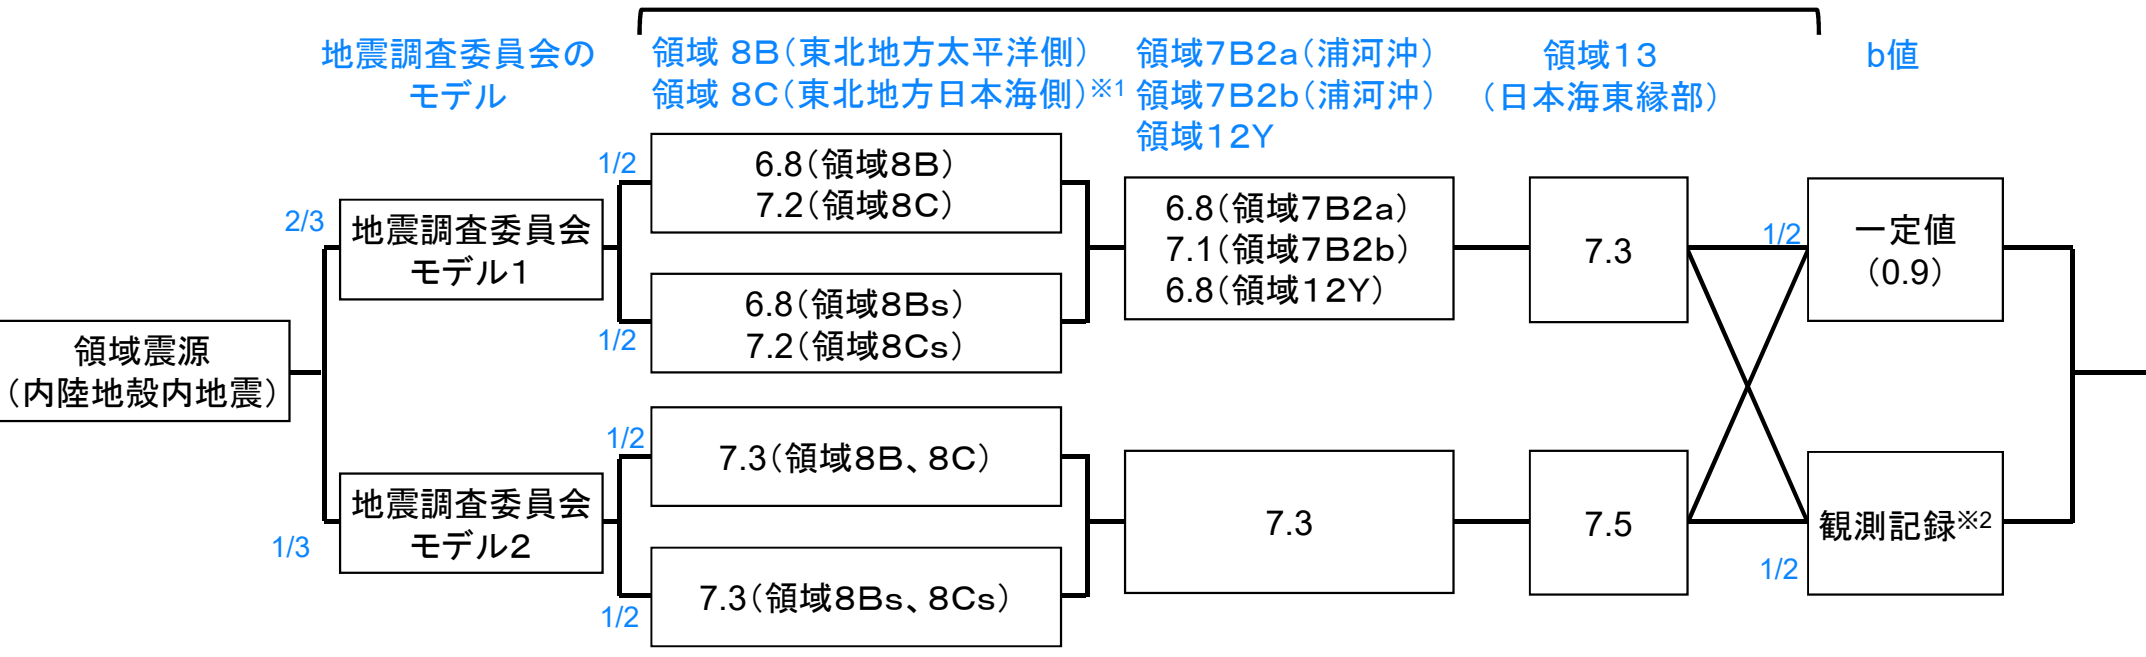 地震調査委員会の
モデル
領域 8B(東北地方太平洋側)
領域 8C(東北地方日本海側)※1
領域7B2a(浦河沖)
領域7B2b(浦河沖)
領域12Y
領域13
(日本海東縁部)
b値
領域震源
(内陸地殻内地震)
2/3
地震調査委員会
モデル1
1/2
6.8(領域8B)
7.2(領域8C)
1/2
6.8(領域8Bs)
7.2(領域8Cs)
6.8(領域7B2a)
7.1(領域7B2b)
6.8(領域12Y)
7.3
1/2
一定値
(0.9)
1/3
地震調査委員会
モデル2
1/2
7.3(領域8B、8C)
1/2
7.3(領域8Bs、8Cs)
7.3
7.5
1/2
観測記録※2